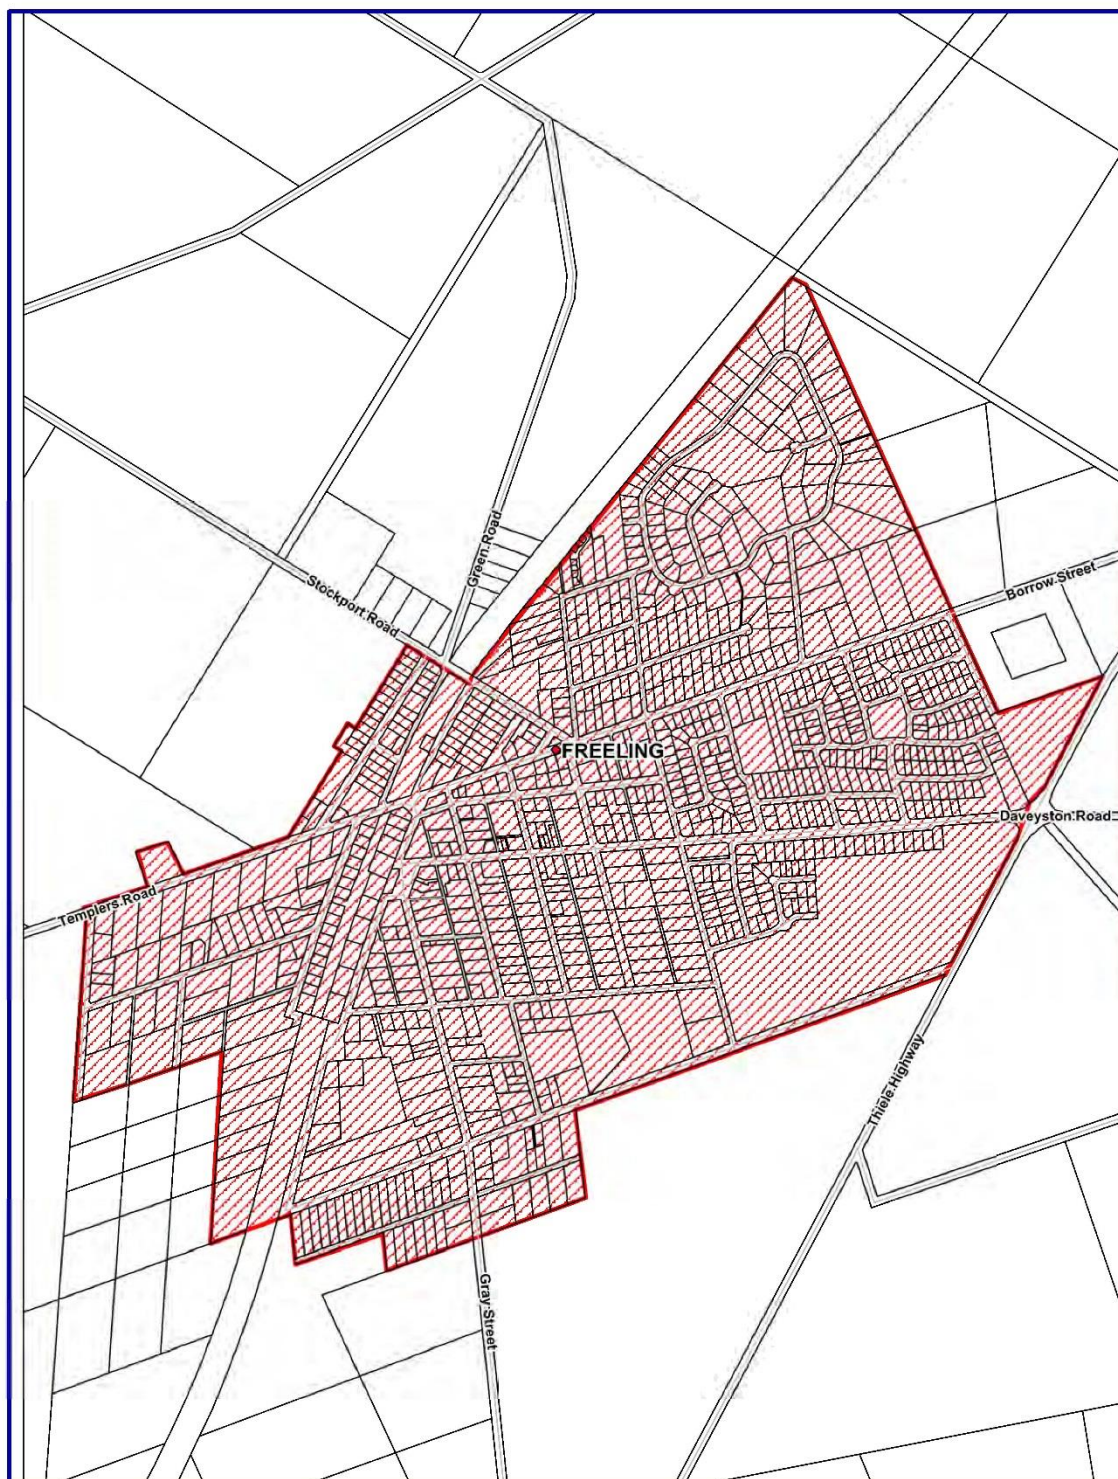 Green Road
Stockport Road
Borrow Street
FREELING
Daveyston Road
Templers Road
Thiele Highway
Gray Street